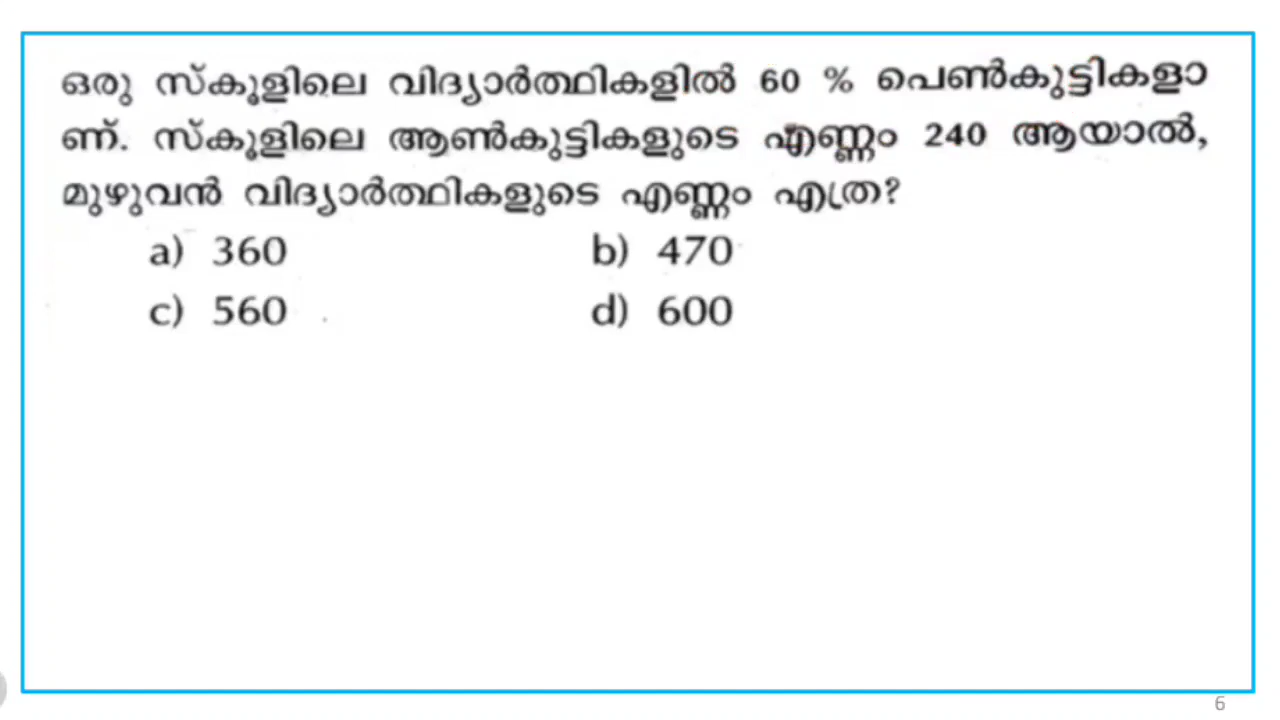 ഒരു സ്കൂളിലെ വിദ്യാർത്ഥികളിൽ 60 % പെൺകുട്ടികളാ
ണ്. സ്കൂളിലെ ആൺകുട്ടികളുടെ എണ്ണം 240 ആയാൽ,
മുഴുവൻ വിദ്യാർത്ഥികളുടെ എണ്ണം എത്ര?
a) 360 b) 470
c) 560 d) 600
6